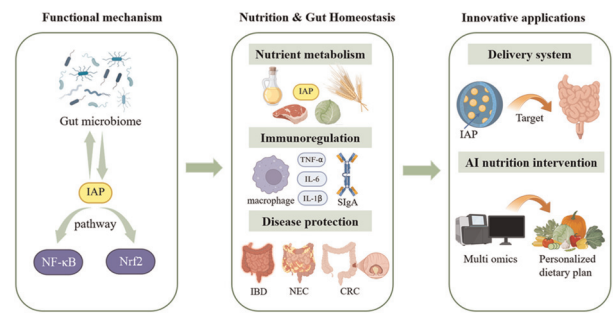 Functional mechanism
Gut microbiome
IAP
pathway
NF-κB
Nrf2
Nutrition & Gut Homeostasis
Nutrient metabolism
IAP
Immunoregulation
macrophage
TNF-α
IL-6
IL-1β
SIgA
Disease protection
IBD
NEC
CRC
Innovative applications
Delivery system
IAP
Target
AI nutrition intervention
Multi omics
Personalized
dietary plan